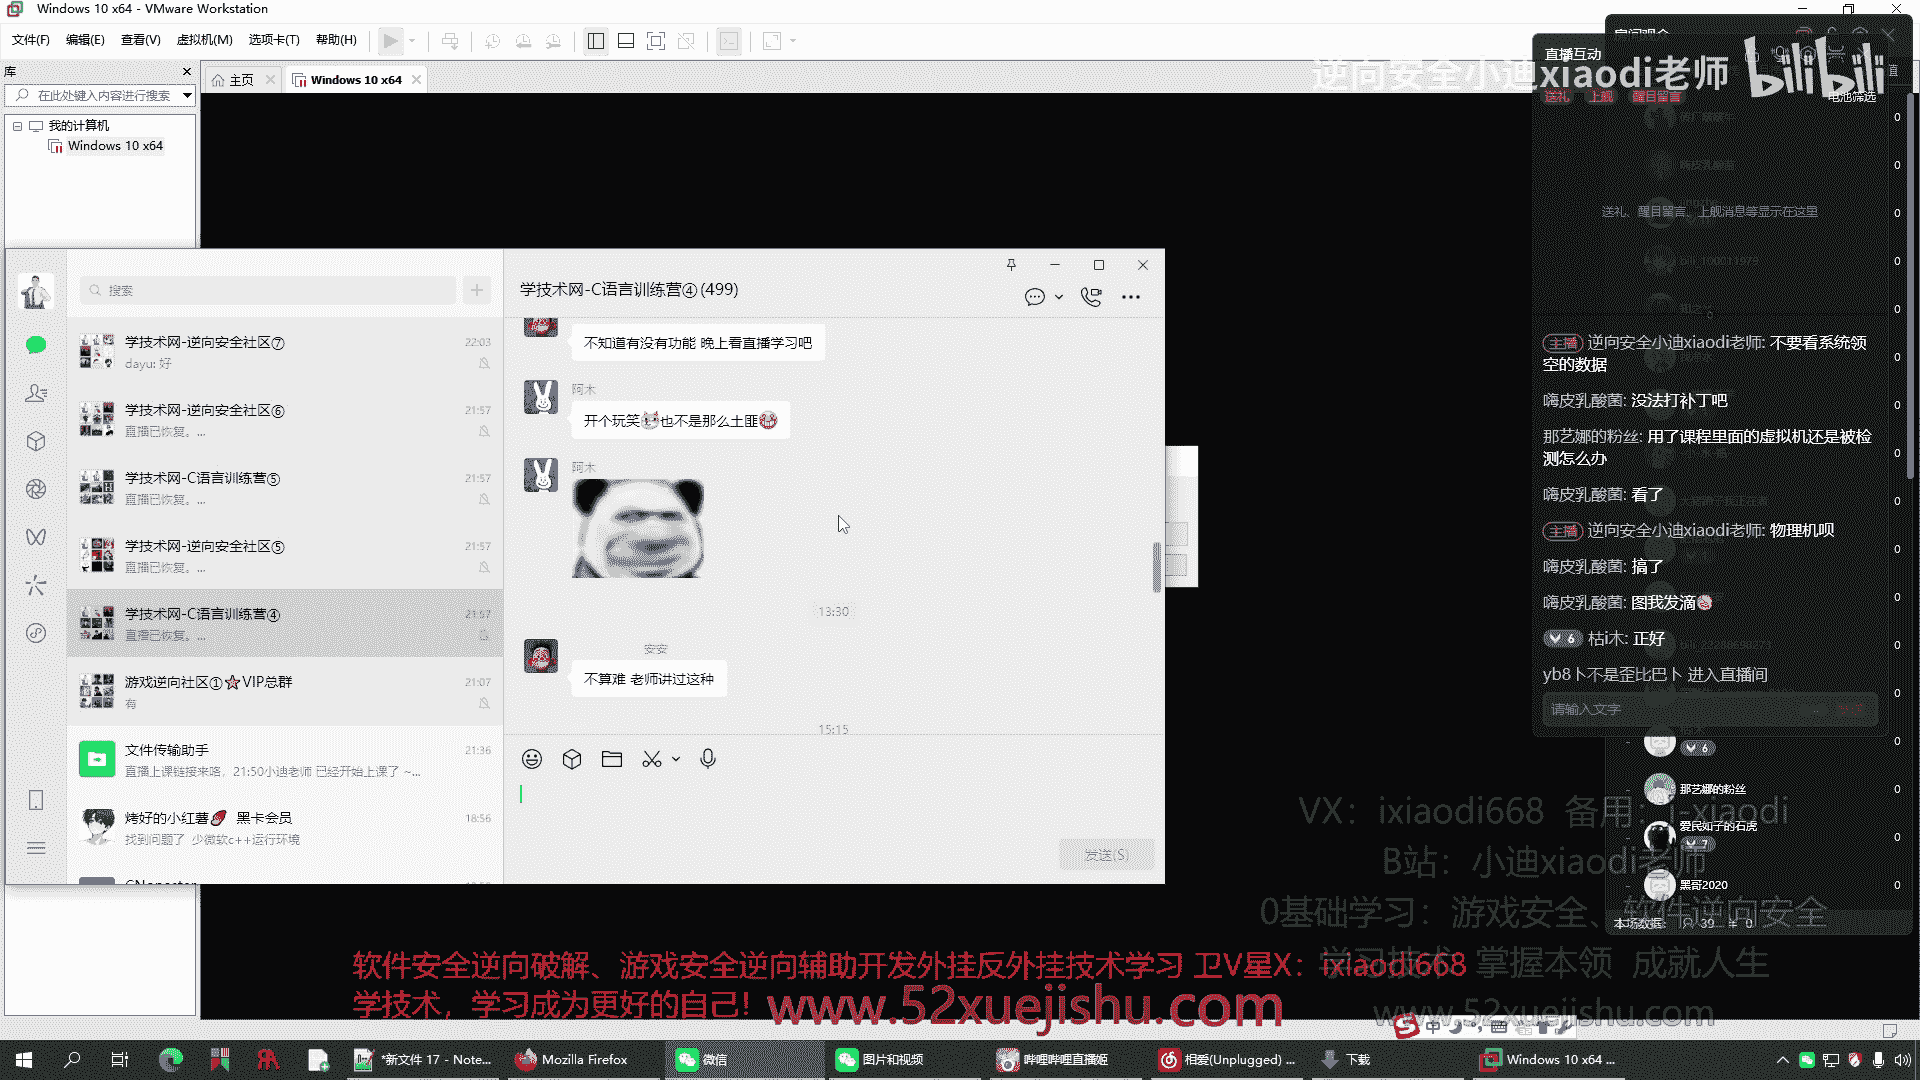 Windows 10 x64 - VMware Workstation
文件(F) 编辑(E) 查看(V) 虚拟机(M) 选项卡(T) 帮助(H)
库
在此处键入内容进行搜索
我的计算机
Windows 10 x64
主页
Windows 10 x64
搜索
学技术网-逆向安全社区⑦ 22:03
dayu: 好
学技术网-逆向安全社区⑥ 21:57
直播已恢复。...
学技术网-C语言训练营⑤ 21:57
直播已恢复。...
学技术网-逆向安全社区⑤ 21:57
直播已恢复。...
学技术网-C语言训练营④ 21:57
直播已恢复。...
游戏逆向社区①☆VIP总群 21:07
有
文件传输助手 21:36
直播上课链接来咯，21:50小迪老师 已经开始上课了 ~...
烤好的小红薯🍠 黑卡会员 18:56
找到问题了 少微软c++运行环境
学技术网-C语言训练营④ (499)
不知道有没有功能 晚上看直播学习吧
阿木
开个玩笑 也不是那么土匪
阿木
13:30
安安
不算难 老师讲过这种
15:15
发送(S)
直播互动
逆向安全小迪xiaodi老师 bilibili
送礼 上舰 醒目留言
电池筛选
送礼、醒目留言、上舰消息等显示在这里
主播 逆向安全小迪xiaodi老师: 不要看系统领
空的数据
嗨皮乳酸菌: 没法打补丁吧
那艺娜的粉丝: 用了课程里面的虚拟机还是被检
测怎么办
嗨皮乳酸菌: 看了
主播 逆向安全小迪xiaodi老师: 物理机呗
嗨皮乳酸菌: 搞了
嗨皮乳酸菌: 图我发滴
6 枯i木: 正好
yb8卜不是歪比巴卜 进入直播间
请输入文字
6
那艺娜的粉丝 0
爱民如子的石虎 0
7
黑哥2020 0
本场数据: 39 0
VX：ixiaodi668 备用：i-xiaodi
B站：小迪xiaodi老师
0基础学习：游戏安全、软件逆向安全
学习技术 掌握本领 成就人生
www.52xuejishu.com
软件安全逆向破解、游戏安全逆向辅助开发外挂反外挂技术学习 卫V星X：ixiaodi668
学技术，学习成为更好的自己！www.52xuejishu.com
中
*新文件 17 - Note...
Mozilla Firefox
微信
图片和视频
哔哩哔哩直播姬
相爱(Unplugged) ...
下载
Windows 10 x64 ...